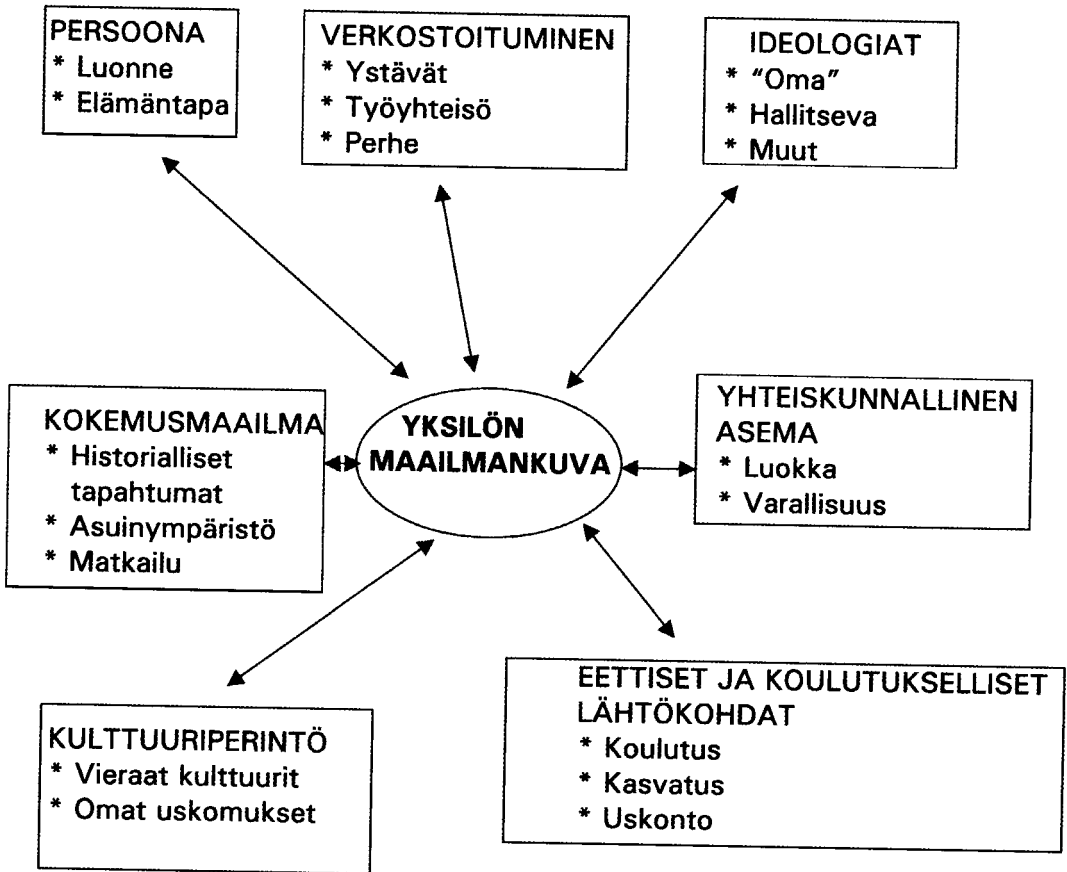 PERSOONA
* Luonne
* Elämäntapa
VERKOSTOITUMINEN
* Ystävät
* Työyhteisö
* Perhe
IDEOLOGIAT
* "Oma"
* Hallitseva
* Muut
KOKEMUSMAAILMA
* Historialliset
tapahtumat
* Asuinympäristö
* Matkailu
YKSILÖN
MAAILMANKUVA
YHTEISKUNNALLINEN
ASEMA
* Luokka
* Varallisuus
KULTTUURIPERINTÖ
* Vieraat kulttuurit
* Omat uskomukset
EETTISET JA KOULUTUKSELLISET
LÄHTÖKOHDAT
* Koulutus
* Kasvatus
* Uskonto